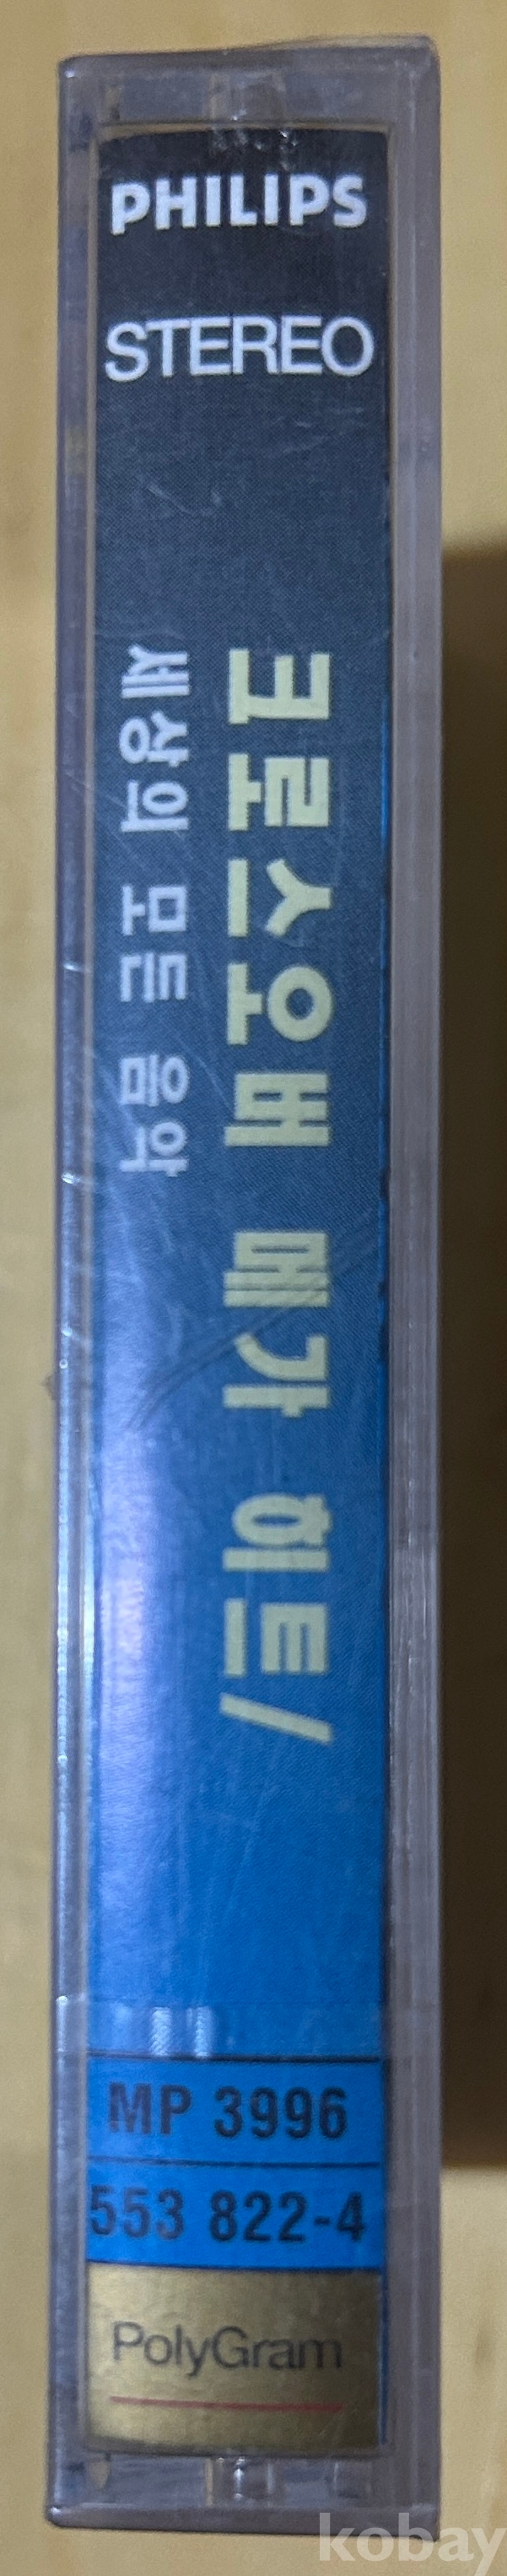 PHILIPS
STEREO
크로스오버 메가 히트/
세상의 모든 음악
MP 3996
553 822-4
PolyGram
kobay